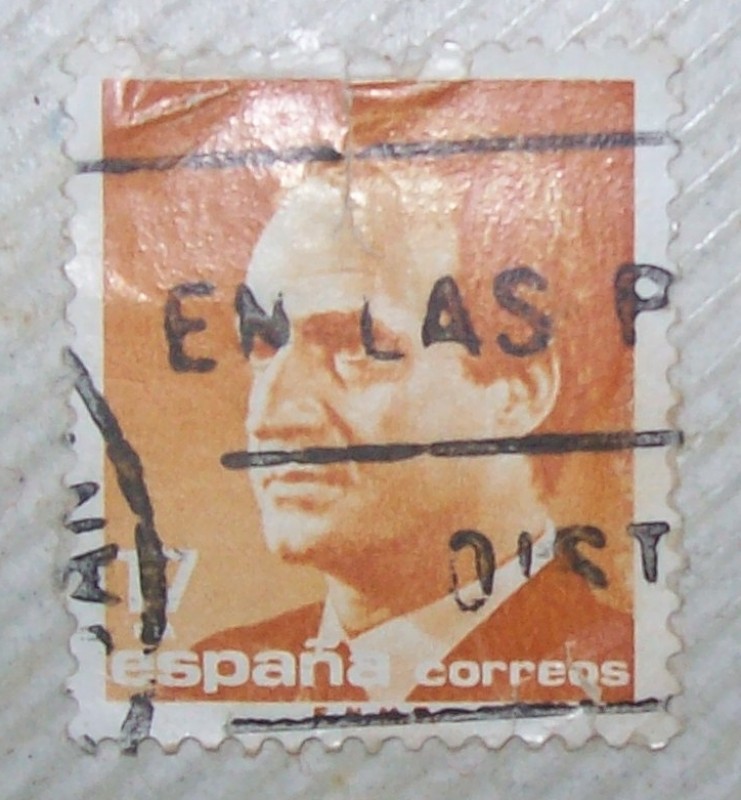 EN LAS P
DIST
17
españa correos
F.N.M.T.